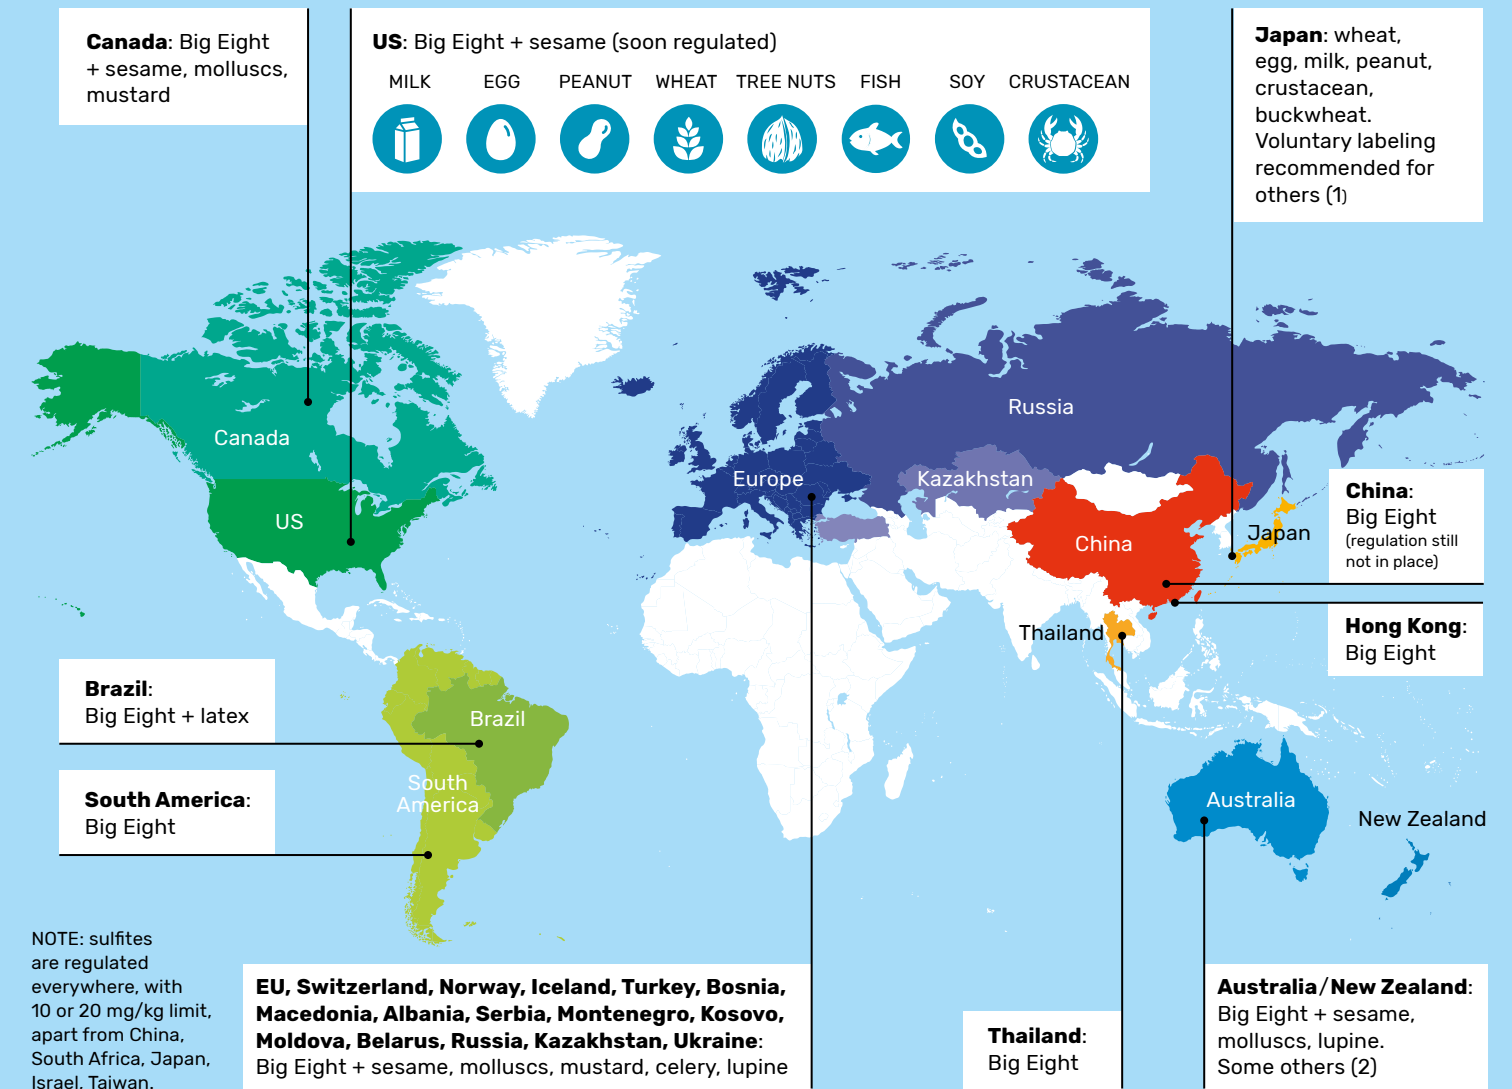 Canada: Big Eight
+ sesame, molluscs,
mustard
US: Big Eight + sesame (soon regulated)
MILK EGG PEANUT WHEAT TREE NUTS FISH SOY CRUSTACEAN
Japan: wheat,
egg, milk, peanut,
crustacean,
buckwheat.
Voluntary labeling
recommended for
others (1)
Canada
US
Europe
Russia
Kazakhstan
China
Japan
China:
Big Eight
(regulation still
not in place)
Hong Kong:
Big Eight
Thailand
Brazil:
Big Eight + latex
Brazil
South America:
Big Eight
South
America
Australia
New Zealand
NOTE: sulfites
are regulated
everywhere, with
10 or 20 mg/kg limit,
apart from China,
South Africa, Japan,
Israel, Taiwan.
EU, Switzerland, Norway, Iceland, Turkey, Bosnia,
Macedonia, Albania, Serbia, Montenegro, Kosovo,
Moldova, Belarus, Russia, Kazakhstan, Ukraine:
Big Eight + sesame, molluscs, mustard, celery, lupine
Thailand:
Big Eight
Australia/New Zealand:
Big Eight + sesame,
molluscs, lupine.
Some others (2)